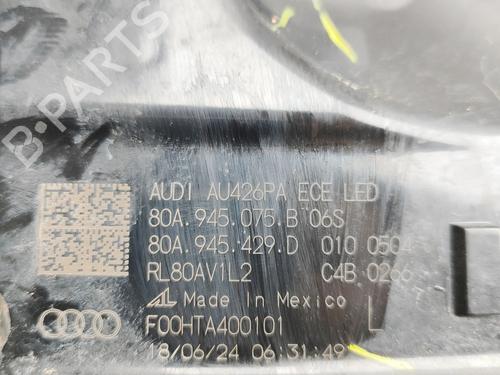 B-PARTS
AUDI AU426PA ECE LED
80A.945.075.B 06S
80A.945.429.D 010 0504
RL80AV1L2 C4B 0266
AL Made in Mexico
F00HTA400101 L
18/06/24 06:31:49